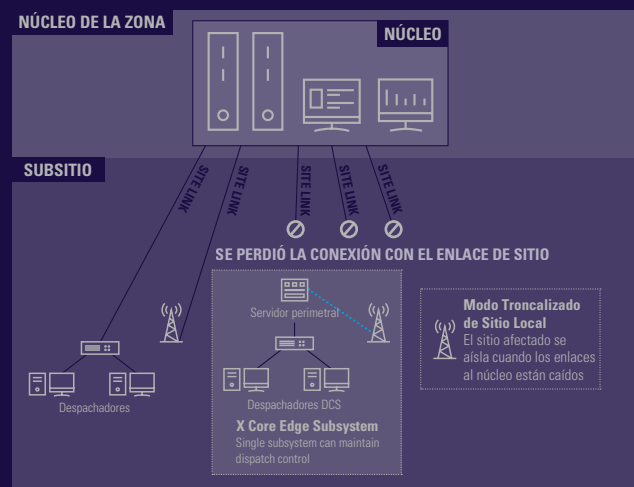 NÚCLEO DE LA ZONA
NÚCLEO
SUBSITIO
SITE LINK
SITE LINK
SITE LINK
SITE LINK
SITE LINK
SE PERDIÓ LA CONEXIÓN CON EL ENLACE DE SITIO
Servidor perimetral
Despachadores
Despachadores DCS
X Core Edge Subsystem
Single subsystem can maintain
dispatch control
Modo Troncalizado
de Sitio Local
El sitio afectado se
aísla cuando los enlaces
al núcleo están caídos